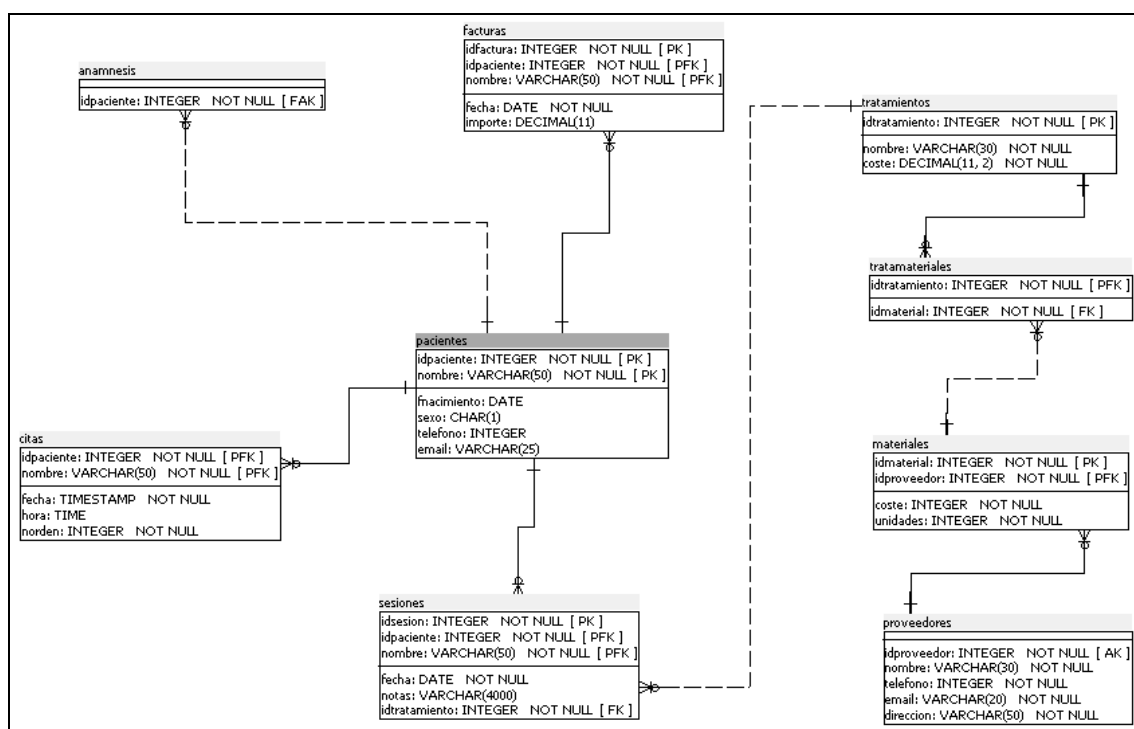 facturas
idfactura: INTEGER NOT NULL [ PK ]
idpaciente: INTEGER NOT NULL [ PFK ]
nombre: VARCHAR(50) NOT NULL [ PFK ]
fecha: DATE NOT NULL
importe: DECIMAL(11)
anamnesis
idpaciente: INTEGER NOT NULL [ FAK ]
tratamientos
idtratamiento: INTEGER NOT NULL [ PK ]
nombre: VARCHAR(30) NOT NULL
coste: DECIMAL(11, 2) NOT NULL
tratamateriales
idtratamiento: INTEGER NOT NULL [ PFK ]
idmaterial: INTEGER NOT NULL [ FK ]
pacientes
idpaciente: INTEGER NOT NULL [ PK ]
nombre: VARCHAR(50) NOT NULL [ PK ]
fnacimiento: DATE
sexo: CHAR(1)
telefono: INTEGER
email: VARCHAR(25)
citas
idpaciente: INTEGER NOT NULL [ PFK ]
nombre: VARCHAR(50) NOT NULL [ PFK ]
fecha: TIMESTAMP NOT NULL
hora: TIME
norden: INTEGER NOT NULL
materiales
idmaterial: INTEGER NOT NULL [ PK ]
idproveedor: INTEGER NOT NULL [ PFK ]
coste: INTEGER NOT NULL
unidades: INTEGER NOT NULL
sesiones
idsesion: INTEGER NOT NULL [ PK ]
idpaciente: INTEGER NOT NULL [ PFK ]
nombre: VARCHAR(50) NOT NULL [ PFK ]
fecha: DATE NOT NULL
notas: VARCHAR(4000)
idtratamiento: INTEGER NOT NULL [ FK ]
proveedores
idproveedor: INTEGER NOT NULL [ AK ]
nombre: VARCHAR(30) NOT NULL
telefono: INTEGER NOT NULL
email: VARCHAR(20) NOT NULL
direccion: VARCHAR(50) NOT NULL